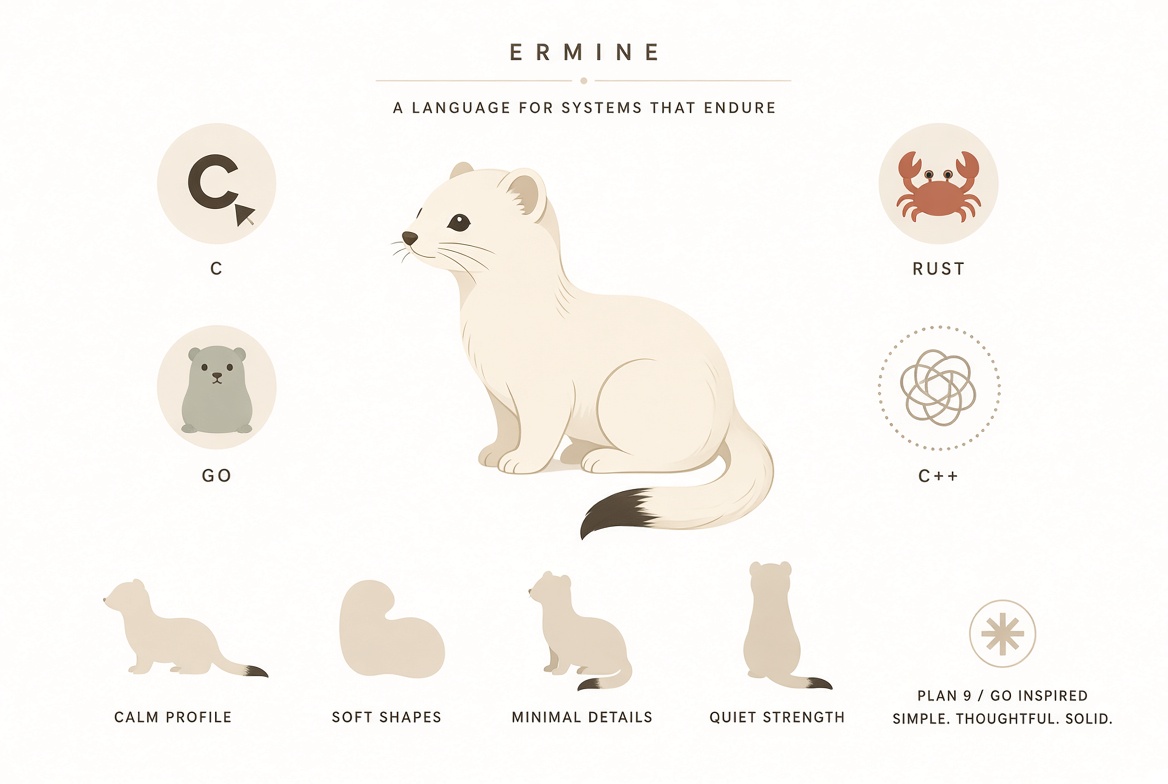 ERMINE
A LANGUAGE FOR SYSTEMS THAT ENDURE
C
C
RUST
GO
C++
CALM PROFILE
SOFT SHAPES
MINIMAL DETAILS
QUIET STRENGTH
PLAN 9 / GO INSPIRED
SIMPLE. THOUGHTFUL. SOLID.